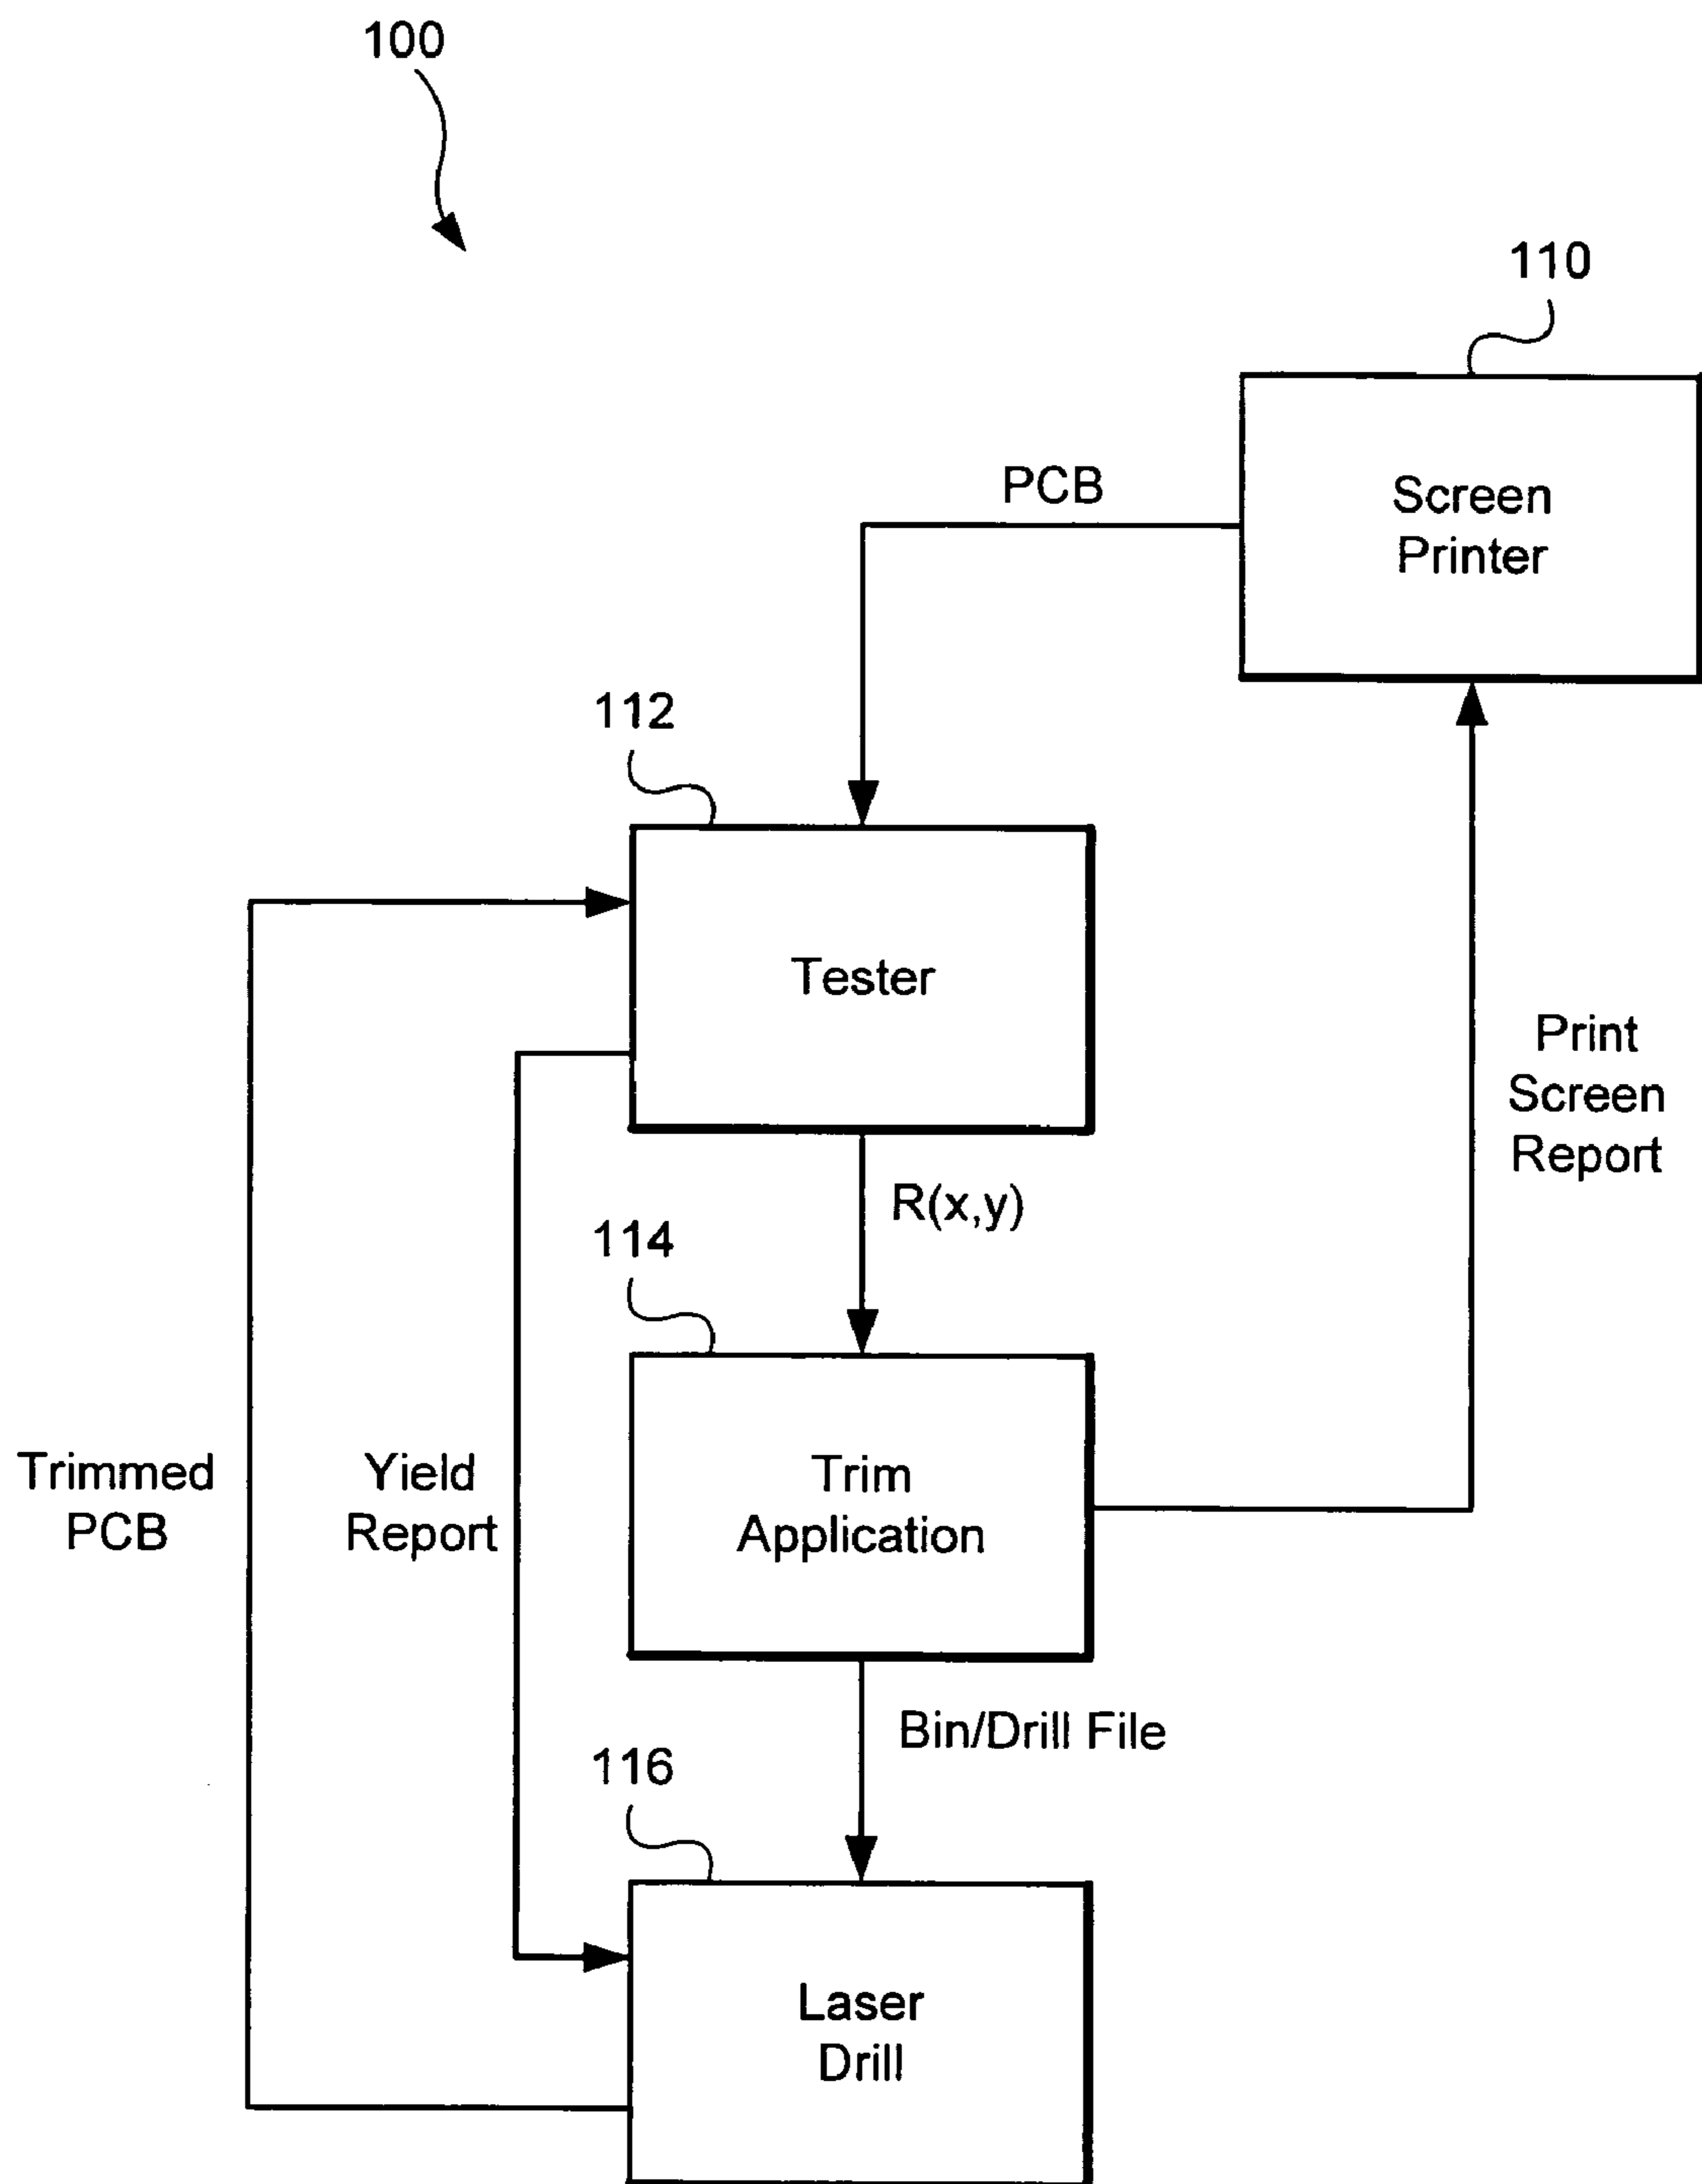 100
110
Screen
Printer
PCB
112
Tester
Print
Screen
Report
R(x,y)
114
Trim
Application
Trimmed
PCB
Yield
Report
Bin/Drill File
116
Laser
Drill